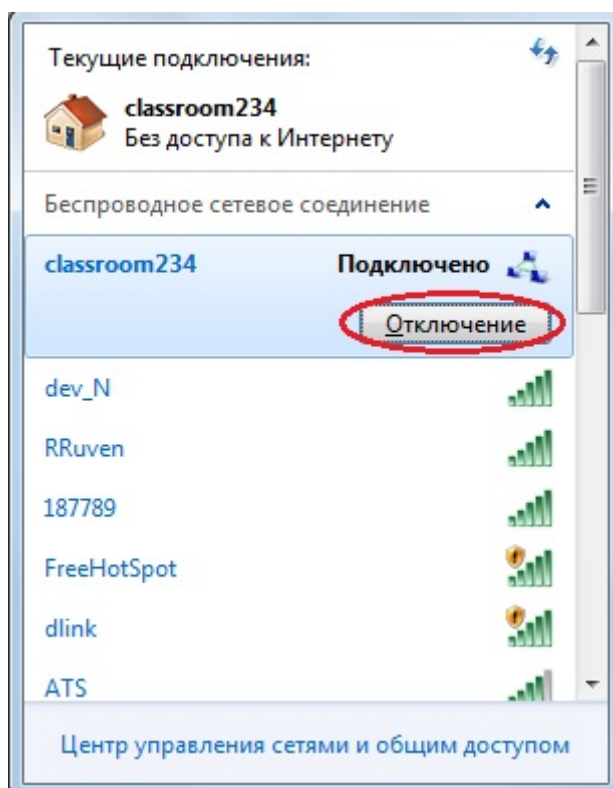 Текущие подключения:
classroom234
Без доступа к Интернету
Беспроводное сетевое соединение
classroom234 Подключено
Отключение
dev_N
RRuven
187789
FreeHotSpot
dlink
ATS
Центр управления сетями и общим доступом